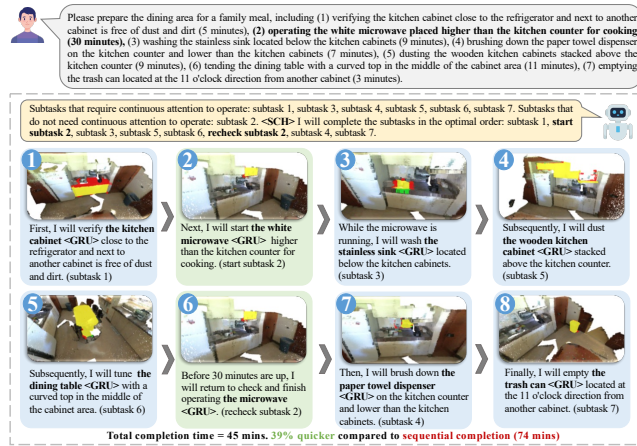 Please prepare the dining area for a family meal, including (1) verifying the kitchen cabinet close to the refrigerator and next to
another cabinet is free of dust and dirt (5 minutes), (2) operating the white microwave placed higher than the kitchen counter for cooking
(30 minutes), (3) washing the stainless sink located below the kitchen cabinets (9 minutes), (4) brushing down the paper towel dispenser
on the kitchen counter and lower than the kitchen cabinets (7 minutes), (5) dusting the wooden kitchen cabinets stacked above the
kitchen counter (9 minutes), (6) tending the dining table with a curved top in the middle of the cabinet area (11 minutes), (7) emptying
the trash can located at the 11 o'clock direction from another cabinet (3 minutes).
Subtasks that require continuous attention to operate: subtask 1, subtask 3, subtask 4, subtask 5, subtask 6, subtask 7. Subtasks that
do not need continuous attention to operate: subtask 2. <SCH> I will complete the subtasks in the optimal order: subtask 1, start
subtask 2, subtask 3, subtask 5, subtask 6, recheck subtask 2, subtask 4, subtask 7.
1
First, I will verify the kitchen
cabinet <GRU> close to the
refrigerator and next to
another cabinet is free of dust
and dirt. (subtask 1)
2
Next, I will start the white
microwave <GRU> higher
than the kitchen counter for
cooking. (start subtask 2)
3
While the microwave is
running, I will wash the
stainless sink <GRU> located
below the kitchen cabinets.
(subtask 3)
4
Subsequently, I will dust
the wooden kitchen
cabinet <GRU> stacked
above the kitchen counter.
(subtask 5)
5
Subsequently, I will tune the
dining table <GRU> with a
curved top in the middle of
the cabinet area. (subtask 6)
6
Before 30 minutes are up, I
will return to check and finish
operating the microwave
<GRU>. (recheck subtask 2)
7
Then, I will brush down the
paper towel dispenser
<GRU> on the kitchen counter
and lower than the kitchen
cabinets. (subtask 4)
8
Finally, I will empty the
trash can <GRU> located at
the 11 o'clock direction from
another cabinet. (subtask 7)
Total completion time = 45 mins. 39% quicker compared to sequential completion (74 mins)